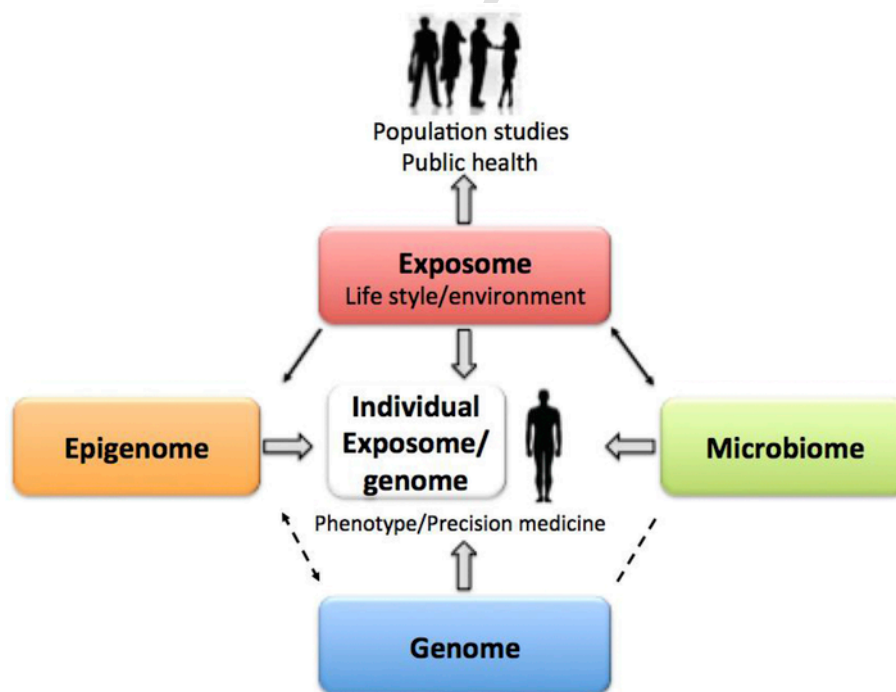 Population studies
Public health
Exposome
Life style/environment
Individual
Exposome/
genome
Epigenome
Microbiome
Phenotype/Precision medicine
Genome